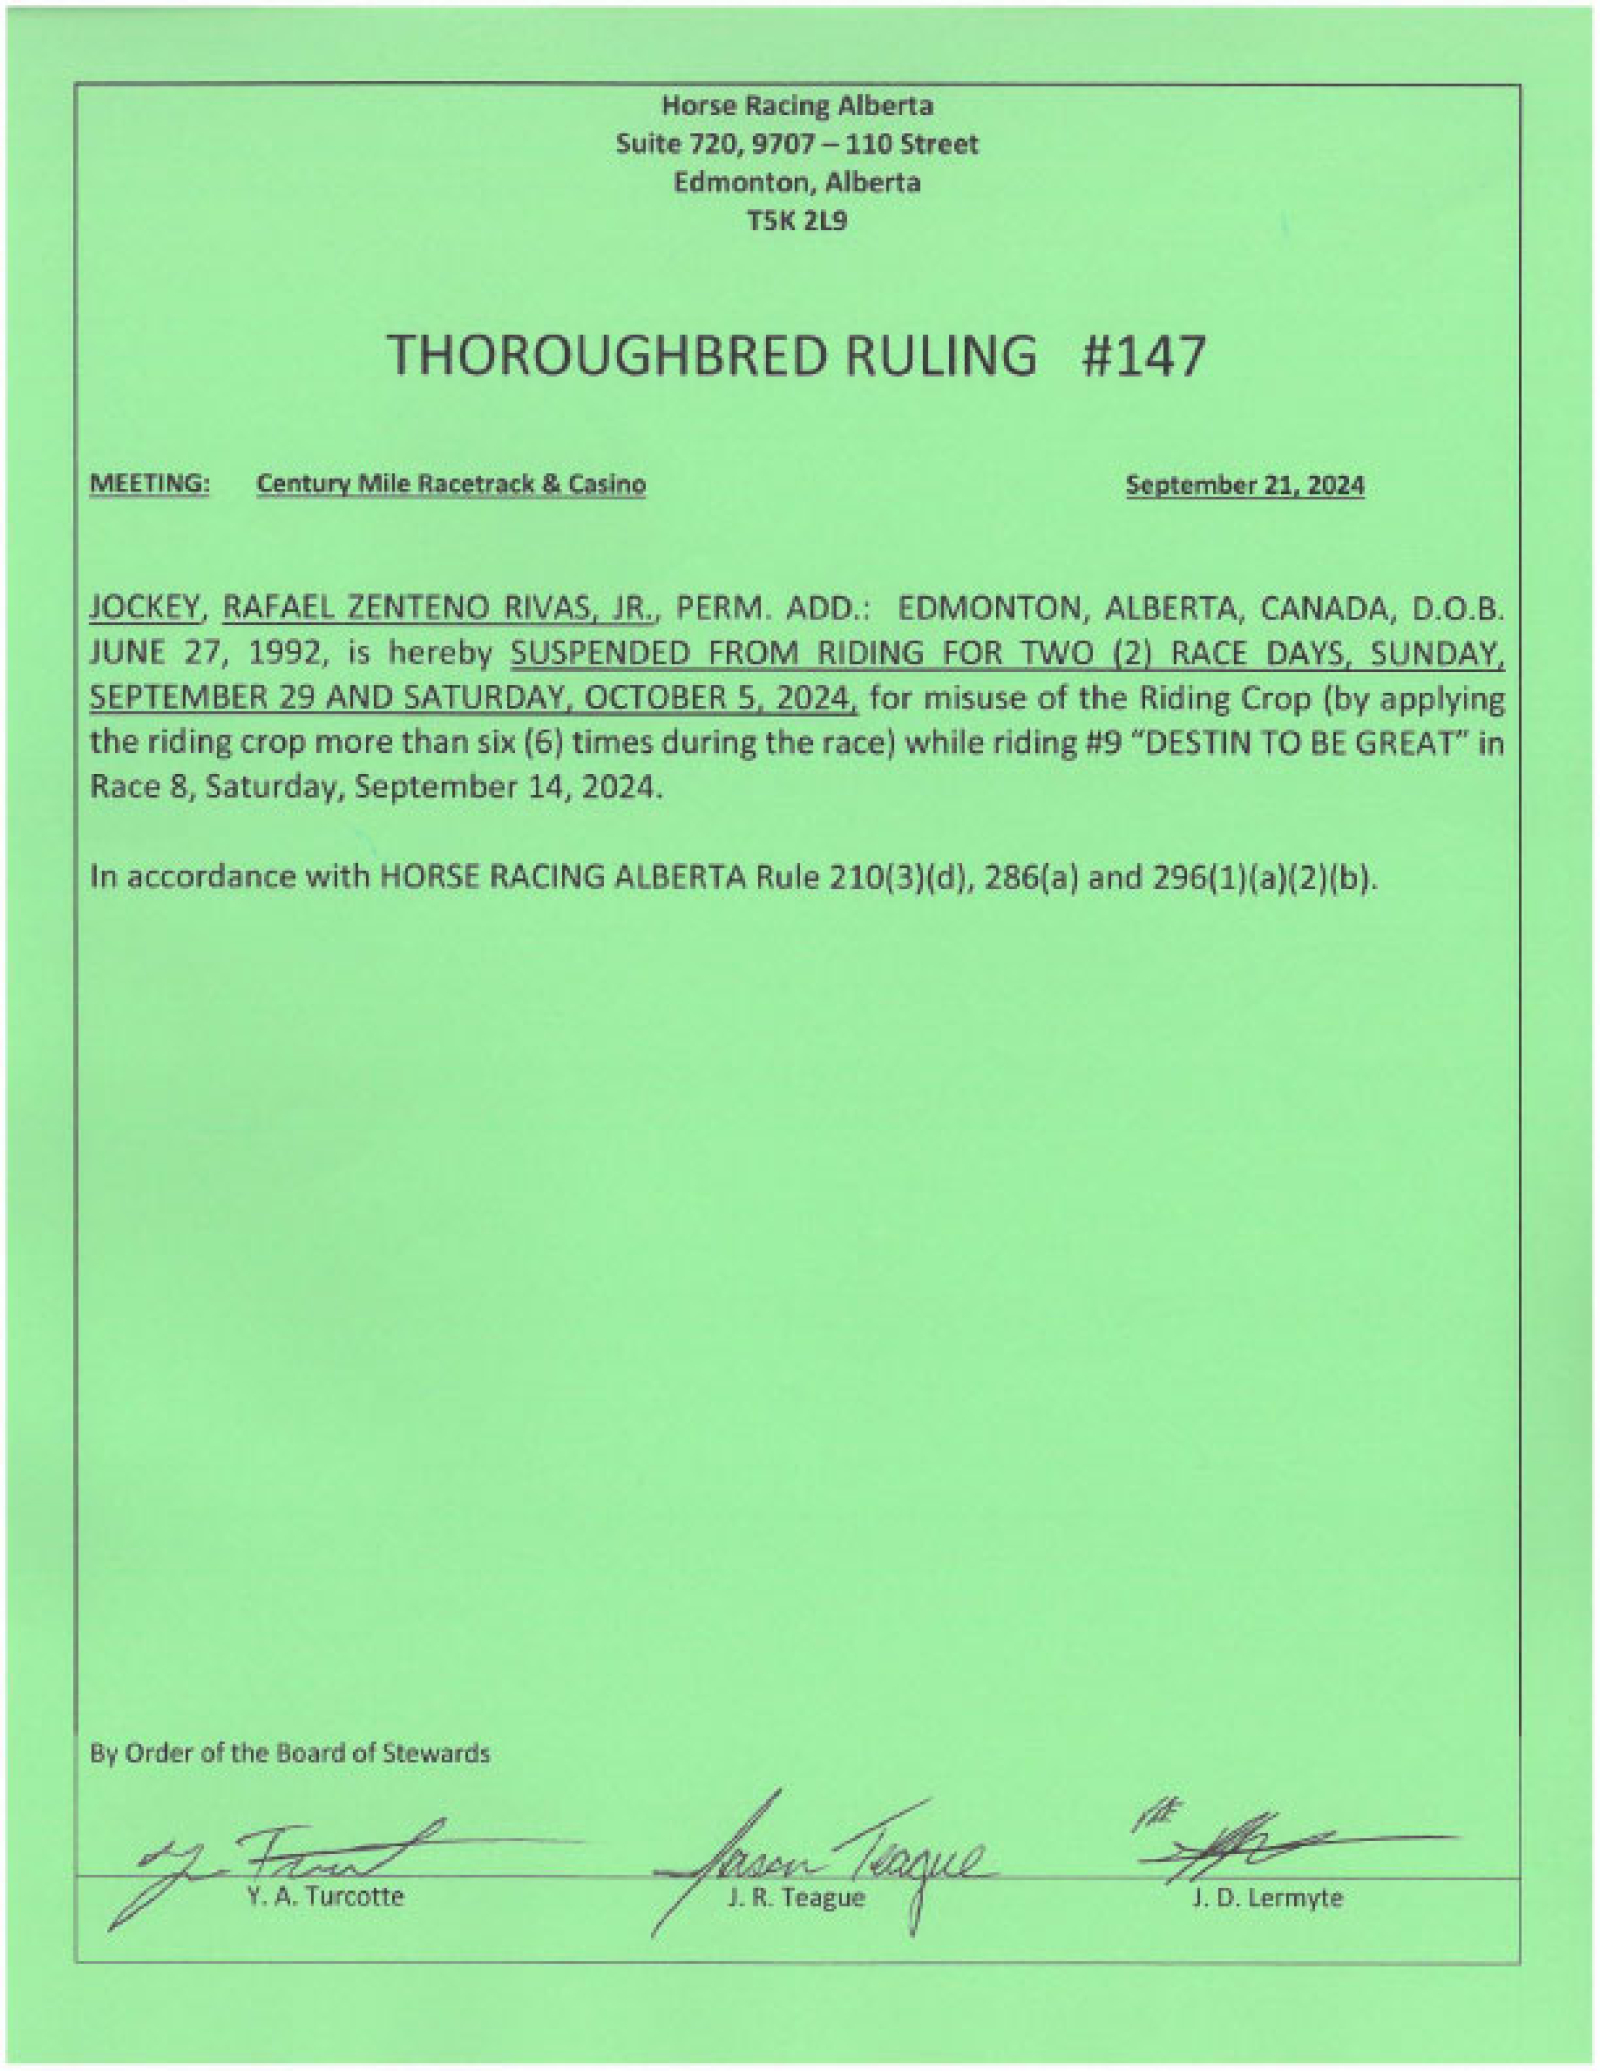 Horse Racing Alberta
Suite 720, 9707 – 110 Street
Edmonton, Alberta
T5K 2L9
THOROUGHBRED RULING #147
MEETING: Century Mile Racetrack & Casino September 21, 2024
JOCKEY, RAFAEL ZENTENO RIVAS, JR., PERM. ADD.: EDMONTON, ALBERTA, CANADA, D.O.B.
JUNE 27, 1992, is hereby SUSPENDED FROM RIDING FOR TWO (2) RACE DAYS, SUNDAY,
SEPTEMBER 29 AND SATURDAY, OCTOBER 5, 2024, for misuse of the Riding Crop (by applying
the riding crop more than six (6) times during the race) while riding #9 “DESTIN TO BE GREAT” in
Race 8, Saturday, September 14, 2024.
In accordance with HORSE RACING ALBERTA Rule 210(3)(d), 286(a) and 296(1)(a)(2)(b).
By Order of the Board of Stewards
Jason Teague
Y. A. Turcotte J. R. Teague J. D. Lermyte